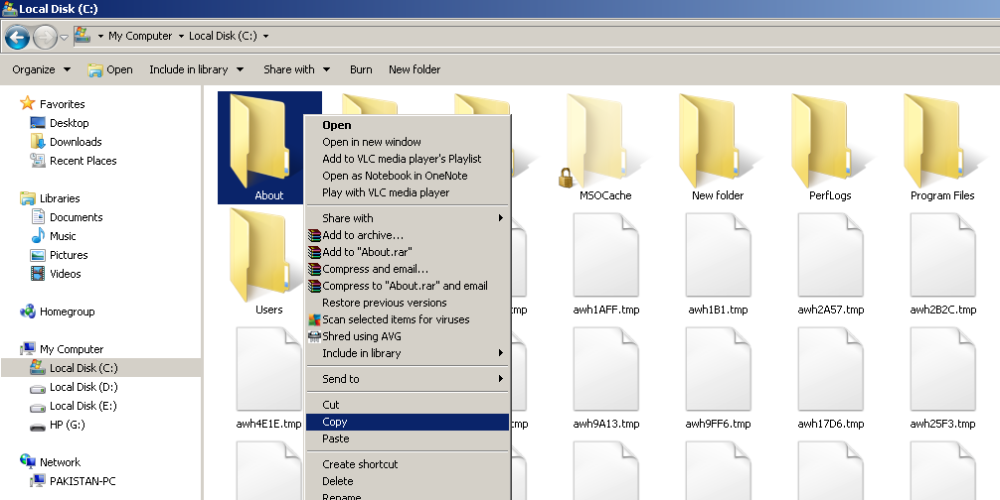 Local Disk (C:)
My Computer Local Disk (C:)
Organize Open Include in library Share with Burn New folder
Favorites
Desktop
Downloads
Recent Places
Libraries
Documents
Music
Pictures
Videos
Homegroup
My Computer
Local Disk (C:)
Local Disk (D:)
Local Disk (E:)
HP (G:)
Network
PAKISTAN-PC
About
MSOCache
New folder
PerfLogs
Program Files
Users
tmp
awh1AFF.tmp
awh1B1.tmp
awh2A57.tmp
awh2B2C.tmp
awh4E1E.tmp
tmp
awh9A13.tmp
awh9FF6.tmp
awh17D6.tmp
awh25F3.tmp
Open
Open in new window
Add to VLC media player's Playlist
Open as Notebook in OneNote
Play with VLC media player
Share with
Add to archive...
Add to "About.rar"
Compress and email...
Compress to "About.rar" and email
Restore previous versions
Scan selected items for viruses
Shred using AVG
Include in library
Send to
Cut
Copy
Paste
Create shortcut
Delete
Rename